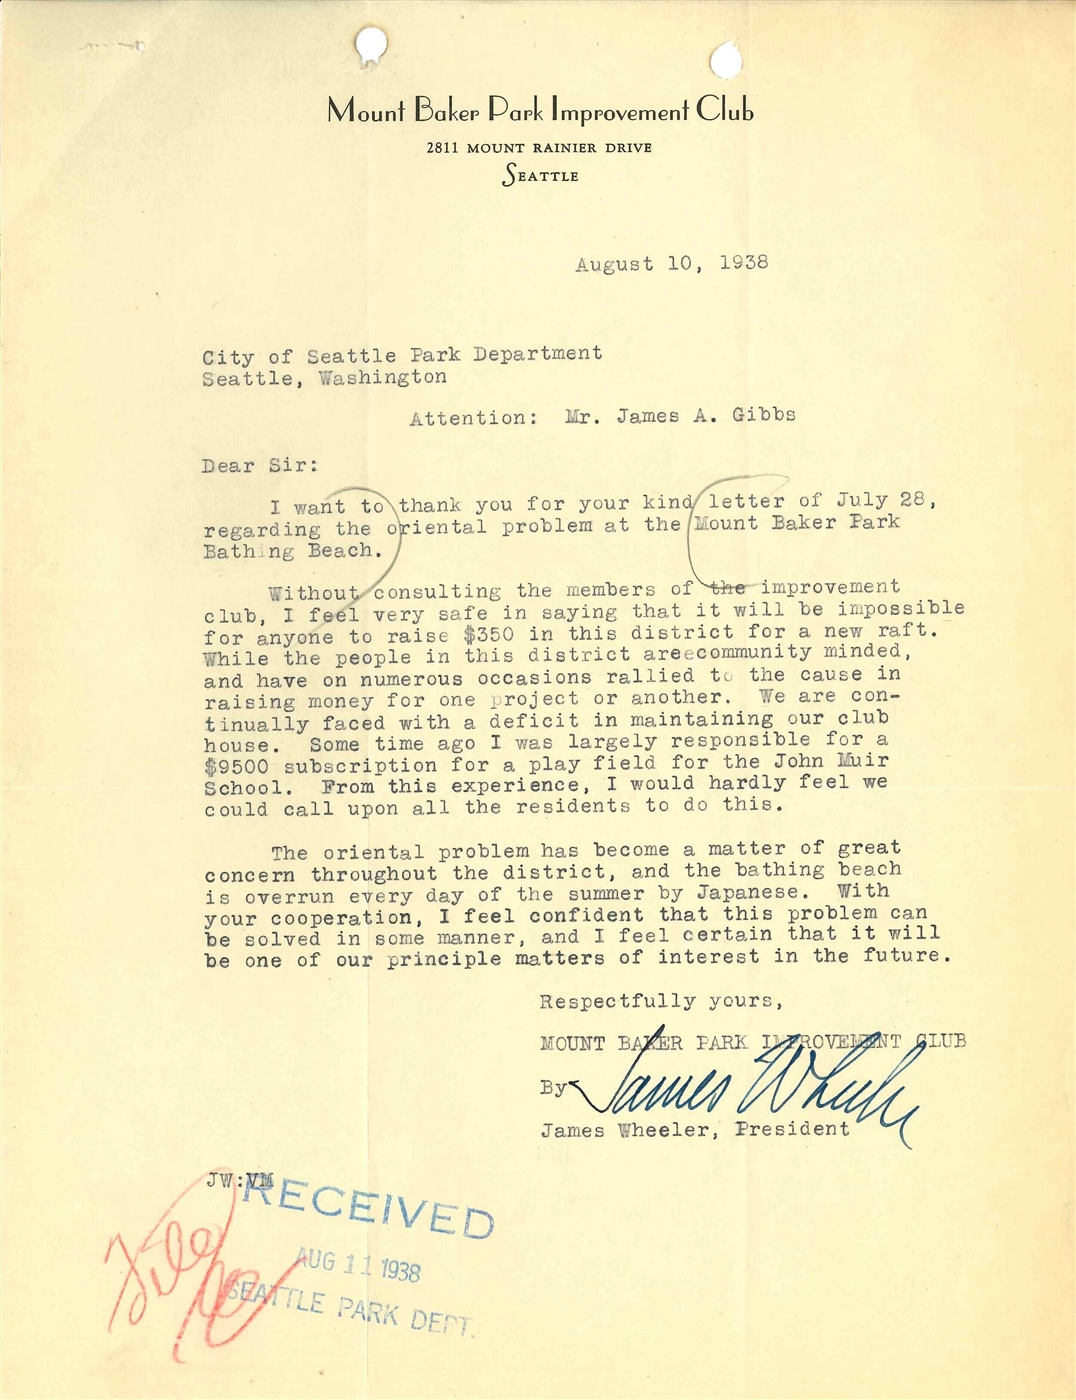 Mount Baker Park Improvement Club
2811 MOUNT RAINIER DRIVE
SEATTLE
August 10, 1938
City of Seattle Park Department
Seattle, Washington
Attention: Mr. James A. Gibbs
Dear Sir:
I want to thank you for your kind letter of July 28,
regarding the oriental problem at the Mount Baker Park
Bathing Beach.
Without consulting the members of the improvement
club, I feel very safe in saying that it will be impossible
for anyone to raise $350 in this district for a new raft.
While the people in this district areecommunity minded,
and have on numerous occasions rallied to the cause in
raising money for one project or another. We are con-
tinually faced with a deficit in maintaining our club
house. Some time ago I was largely responsible for a
$9500 subscription for a play field for the John Muir
School. From this experience, I would hardly feel we
could call upon all the residents to do this.
The oriental problem has become a matter of great
concern throughout the district, and the bathing beach
is overrun every day of the summer by Japanese. With
your cooperation, I feel confident that this problem can
be solved in some manner, and I feel certain that it will
be one of our principle matters of interest in the future.
Respectfully yours,
MOUNT BAKER PARK IMPROVEMENT CLUB
By James Wheeler
James Wheeler, President
JW:VM
RECEIVED
AUG 11 1938
SEATTLE PARK DEPT.
File